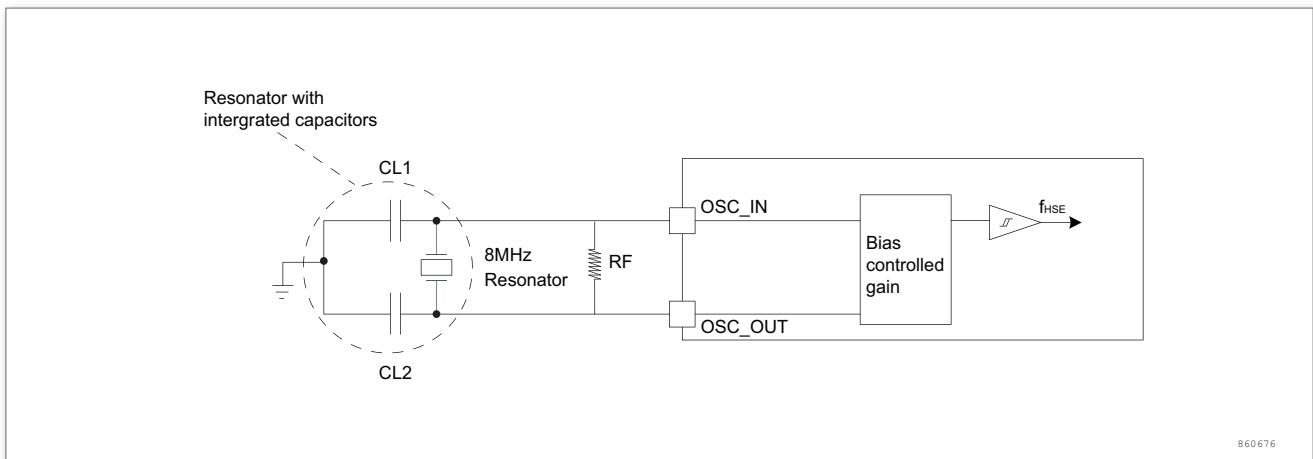 Resonator with
intergrated capacitors
CL1
OSC_IN
fHSE
8MHz
Resonator
RF
Bias
controlled
gain
OSC_OUT
CL2
860676